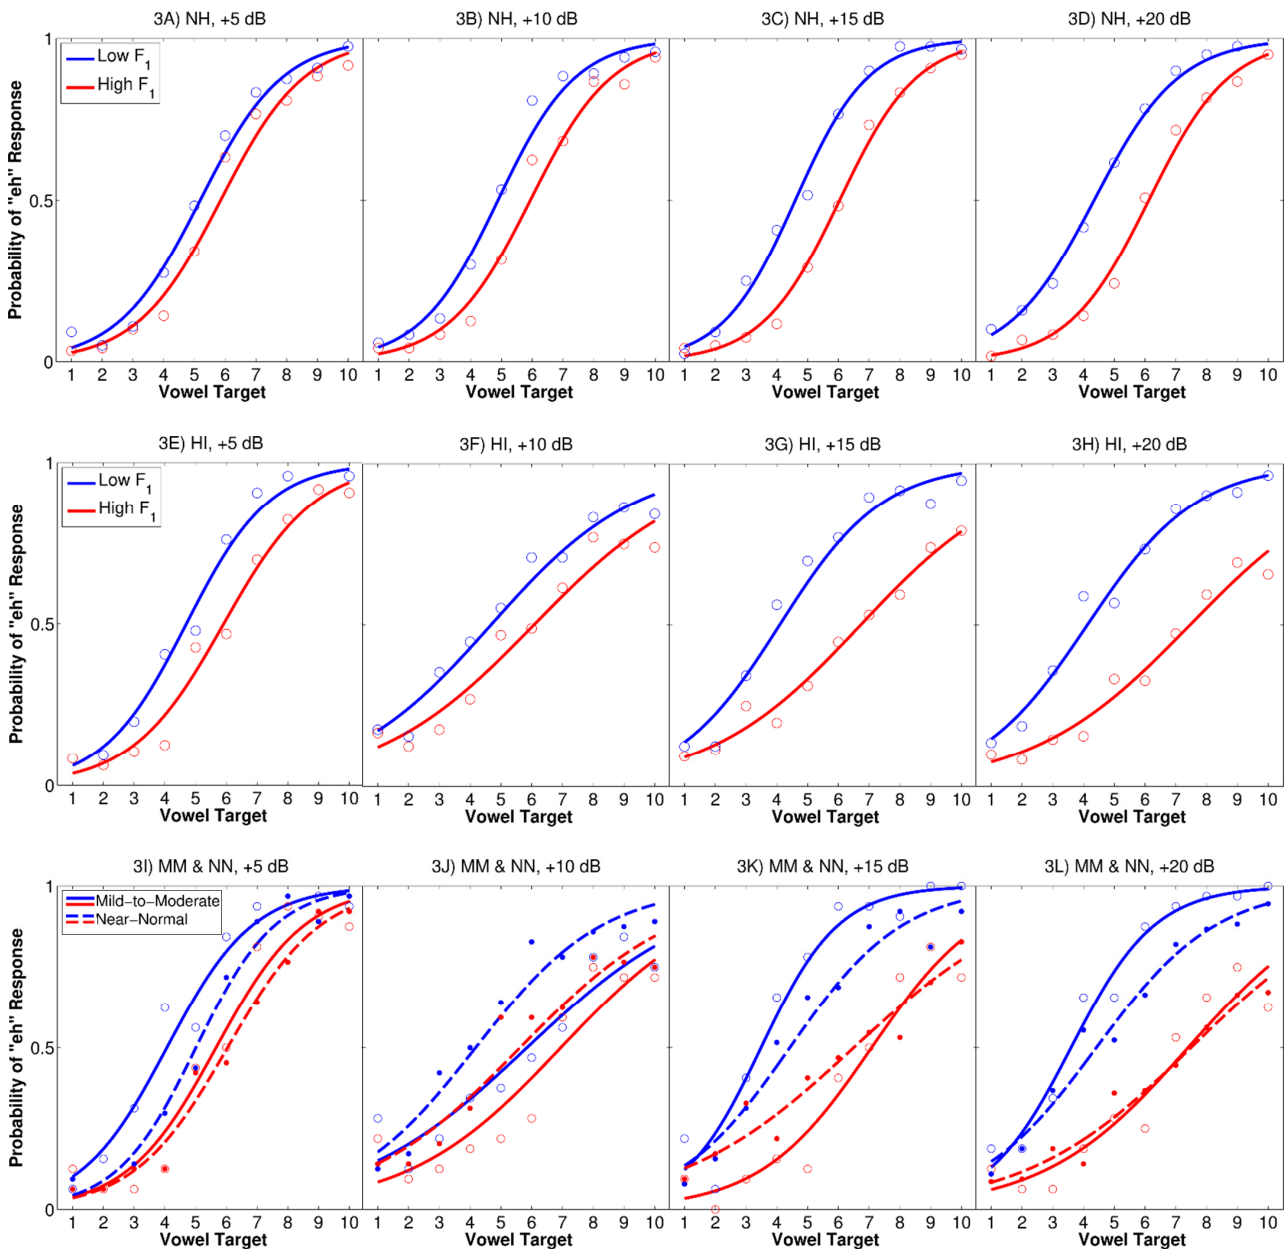 3A) NH, +5 dB
3B) NH, +10 dB
3C) NH, +15 dB
3D) NH, +20 dB
Probability of "eh" Response
1
0.5
0
Low F1
High F1
1 2 3 4 5 6 7 8 9 10
1 2 3 4 5 6 7 8 9 10
1 2 3 4 5 6 7 8 9 10
1 2 3 4 5 6 7 8 9 10
Vowel Target
Vowel Target
Vowel Target
Vowel Target
3E) HI, +5 dB
3F) HI, +10 dB
3G) HI, +15 dB
3H) HI, +20 dB
Probability of "eh" Response
1
0.5
0
Low F1
High F1
1 2 3 4 5 6 7 8 9 10
1 2 3 4 5 6 7 8 9 10
1 2 3 4 5 6 7 8 9 10
1 2 3 4 5 6 7 8 9 10
Vowel Target
Vowel Target
Vowel Target
Vowel Target
3I) MM & NN, +5 dB
3J) MM & NN, +10 dB
3K) MM & NN, +15 dB
3L) MM & NN, +20 dB
Probability of "eh" Response
1
0.5
0
Mild-to-Moderate
Near-Normal
1 2 3 4 5 6 7 8 9 10
1 2 3 4 5 6 7 8 9 10
1 2 3 4 5 6 7 8 9 10
1 2 3 4 5 6 7 8 9 10
Vowel Target
Vowel Target
Vowel Target
Vowel Target